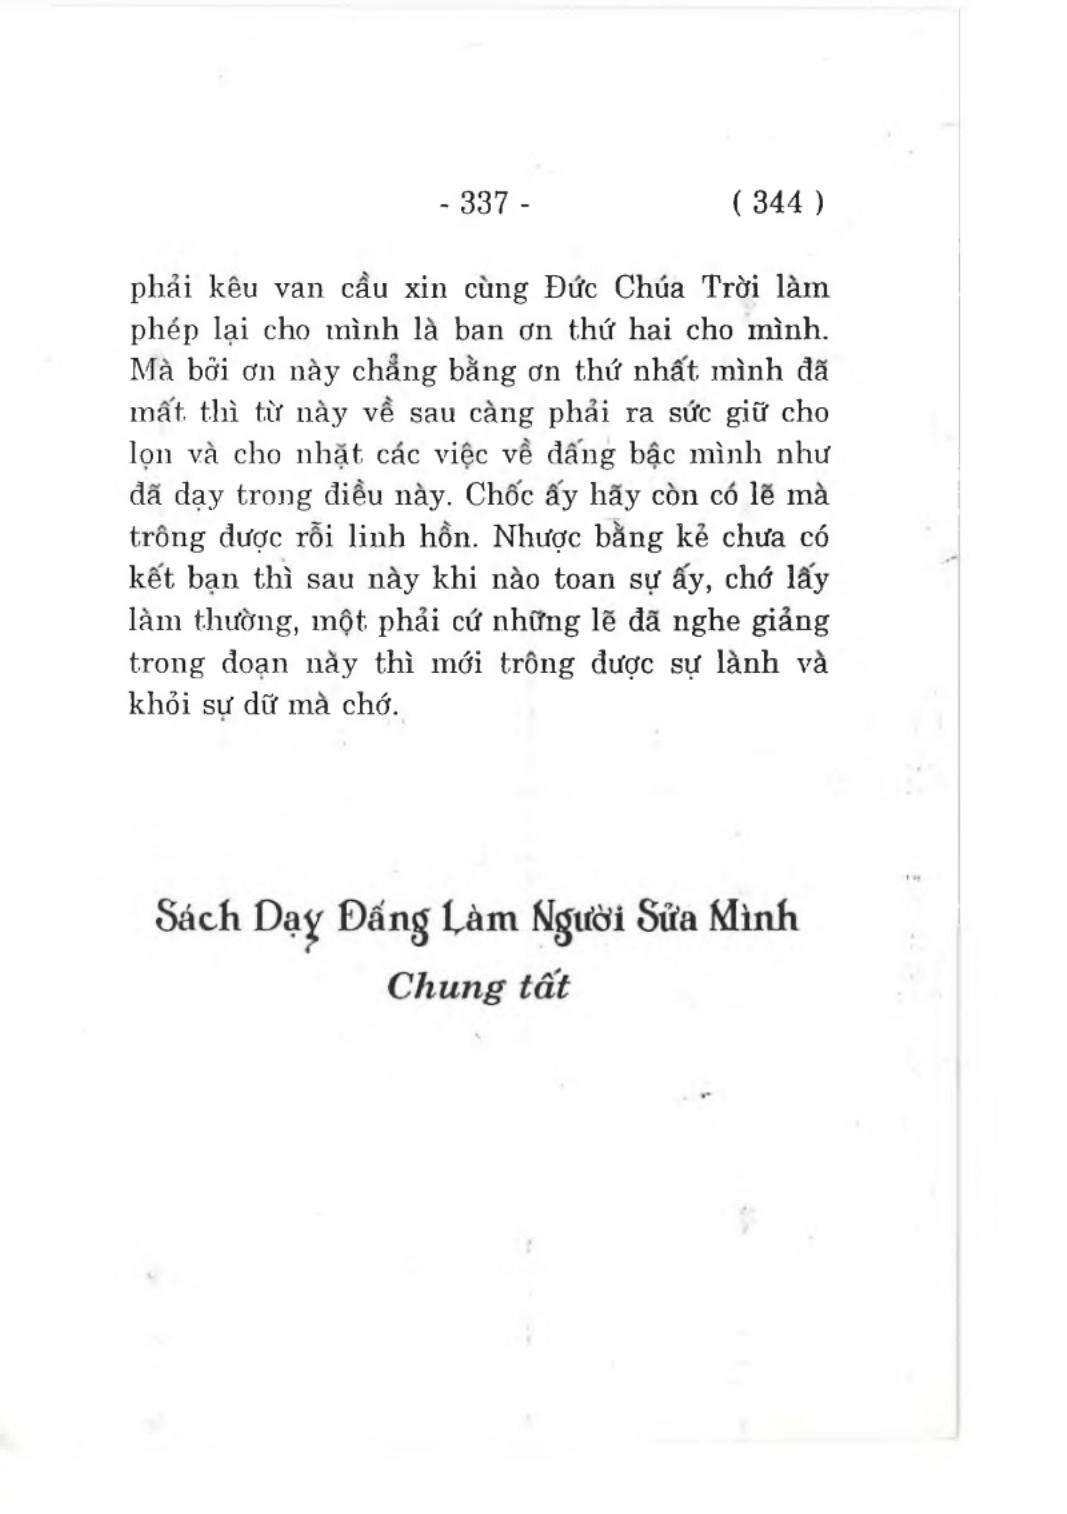 - 337 - ( 344 )
phải kêu van cầu xin cùng Đức Chúa Trời làm
phép lại cho mình là ban ơn thứ hai cho mình.
Mà bởi ơn này chẳng bằng ơn thứ nhất mình đã
mất thì từ này về sau càng phải ra sức giữ cho
lọn và cho nhặt các việc về đấng bậc mình như
đã dạy trong điều này. Chốc ấy hãy còn có lẽ mà
trông được rỗi linh hồn. Nhược bằng kẻ chưa có
kết bạn thì sau này khi nào toan sự ấy, chớ lấy
làm thường, một phải cứ những lẽ đã nghe giảng
trong đoạn này thì mới trông được sự lành và
khỏi sự dữ mà chớ.
Sách Dạy Đấng Làm Người Sửa Mình
Chung tất